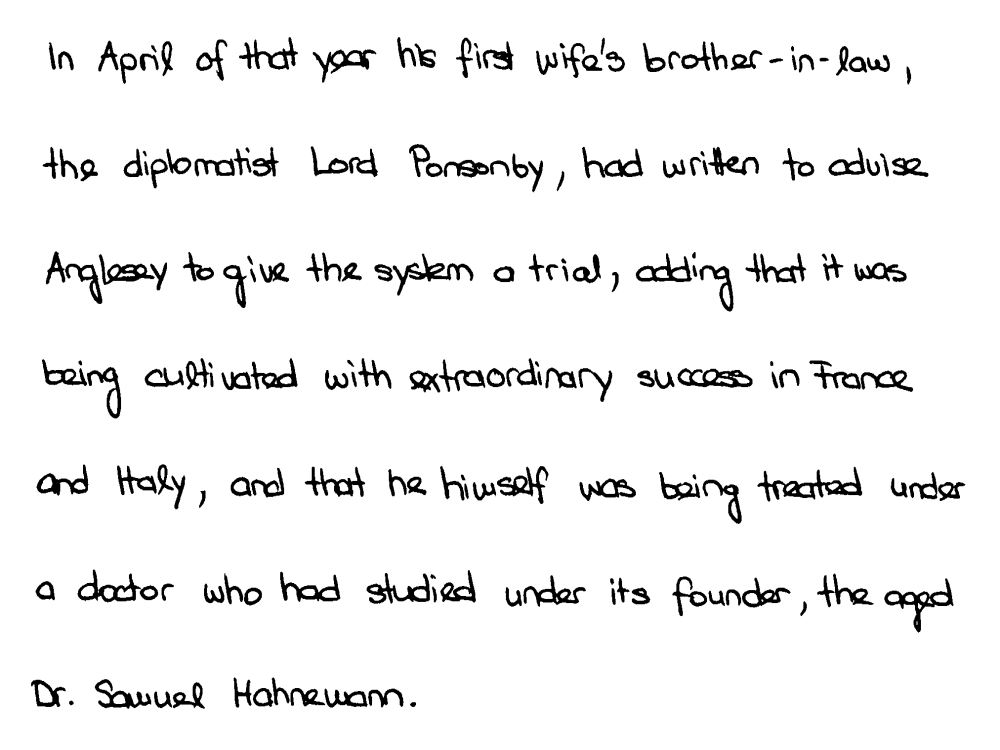 In April of that year his first wife's brother-in-law,
the diplomatist Lord Ponsonby, had written to advise
Anglesey to give the system a trial, adding that it was
being cultivated with extraordinary success in France
and Italy, and that he himself was being treated under
a doctor who had studied under its founder, the aged
Dr. Samuel Hahnemann.